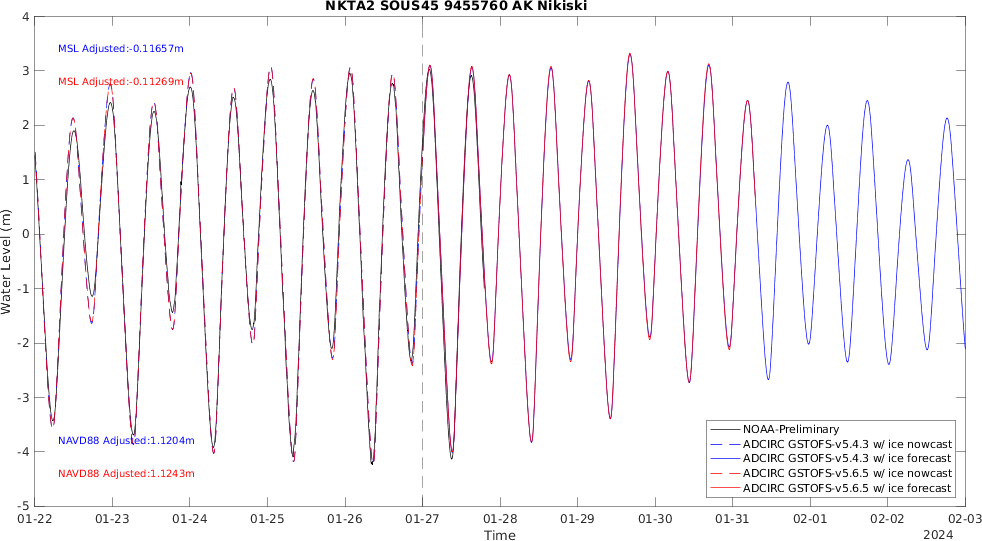 NKTA2 SOUS45 9455760 AK Nikiski
4
3
2
1
0
-1
-2
-3
-4
-5
Water Level (m)
MSL Adjusted:-0.11657m
MSL Adjusted:-0.11269m
NAVD88 Adjusted:1.1204m
NAVD88 Adjusted:1.1243m
NOAA-Preliminary
ADCIRC GSTOFS-v5.4.3 w/ ice nowcast
ADCIRC GSTOFS-v5.4.3 w/ ice forecast
ADCIRC GSTOFS-v5.6.5 w/ ice nowcast
ADCIRC GSTOFS-v5.6.5 w/ ice forecast
01-22 01-23 01-24 01-25 01-26 01-27 01-28 01-29 01-30 01-31 02-01 02-02 02-03
Time
2024